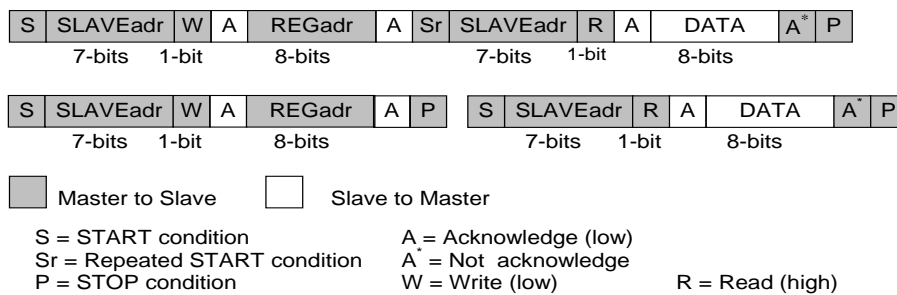 S SLAVEadr W A REGadr A Sr SLAVEadr R A DATA A* P
7-bits 1-bit 8-bits 7-bits 1-bit 8-bits
S SLAVEadr W A REGadr A P S SLAVEadr R A DATA A* P
7-bits 1-bit 8-bits 7-bits 1-bit 8-bits
Master to Slave Slave to Master
S = START condition A = Acknowledge (low)
Sr = Repeated START condition A* = Not acknowledge
P = STOP condition W = Write (low) R = Read (high)